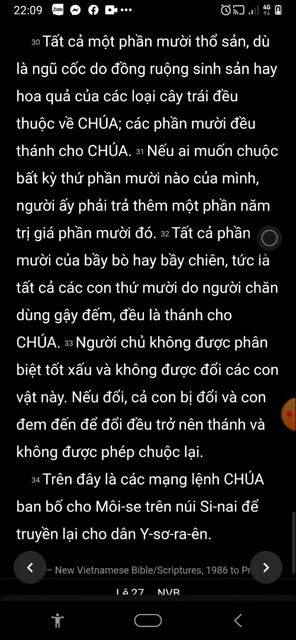 22:09
Zalo
4G
30 Tất cả một phần mười thổ sản, dù
là ngũ cốc do đồng ruộng sinh sản hay
hoa quả của các loại cây trái đều
thuộc về CHÚA; các phần mười đều
thánh cho CHÚA. 31 Nếu ai muốn chuộc
bất kỳ thứ phần mười nào của mình,
người ấy phải trả thêm một phần năm
trị giá phần mười đó. 32 Tất cả phần
mười của bầy bò hay bầy chiên, tức là
tất cả các con thứ mười do người chăn
dùng gậy đếm, đều là thánh cho
CHÚA. 33 Người chủ không được phân
biệt tốt xấu và không được đổi các con
vật này. Nếu đổi, cả con bị đổi và con
đem đến để đổi đều trở nên thánh và
không được phép chuộc lại.
34 Trên đây là các mạng lệnh CHÚA
ban bố cho Môi-se trên núi Si-nai để
truyền lại cho dân Y-sơ-ra-ên.
– New Vietnamese Bible/Scriptures, 1986 to Pr
Lê 27 NVB